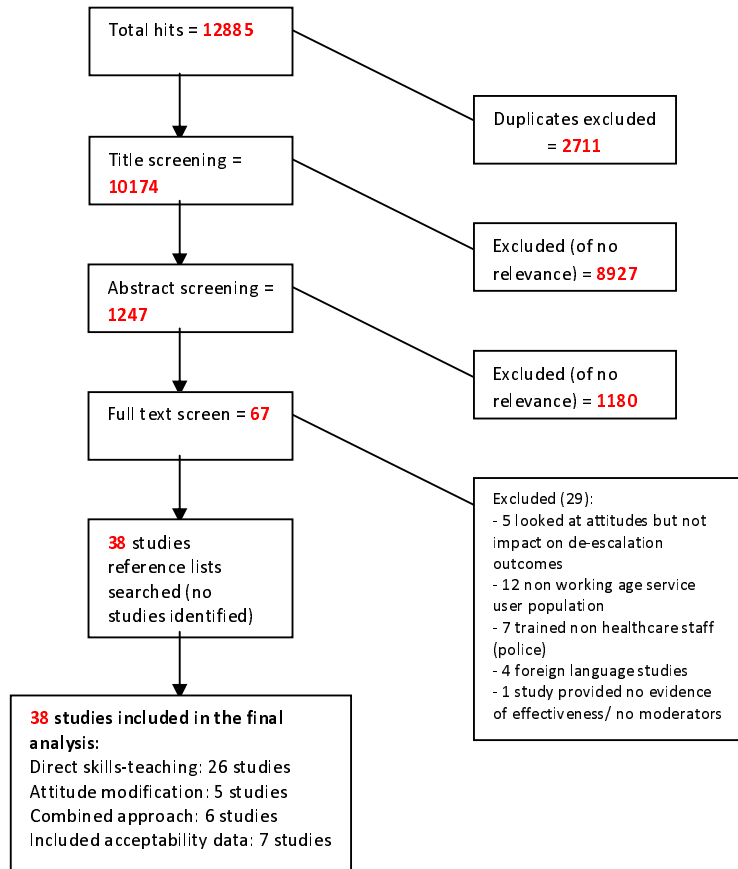 Total hits = 12885
Duplicates excluded
= 2711
Title screening =
10174
Excluded (of no
relevance) = 8927
Abstract screening =
1247
Excluded (of no
relevance) = 1180
Full text screen = 67
Excluded (29):
- 5 looked at attitudes but not
impact on de-escalation
outcomes
- 12 non working age service
user population
- 7 trained non healthcare staff
(police)
- 4 foreign language studies
- 1 study provided no evidence
of effectiveness/ no moderators
38 studies
reference lists
searched (no
studies identified)
38 studies included in the final
analysis:
Direct skills-teaching: 26 studies
Attitude modification: 5 studies
Combined approach: 6 studies
Included acceptability data: 7 studies